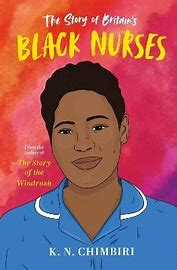 The Story of Britain's
BLACK NURSES
From the
author of
The Story
of the
Windrush
K. N. CHIMBIRI